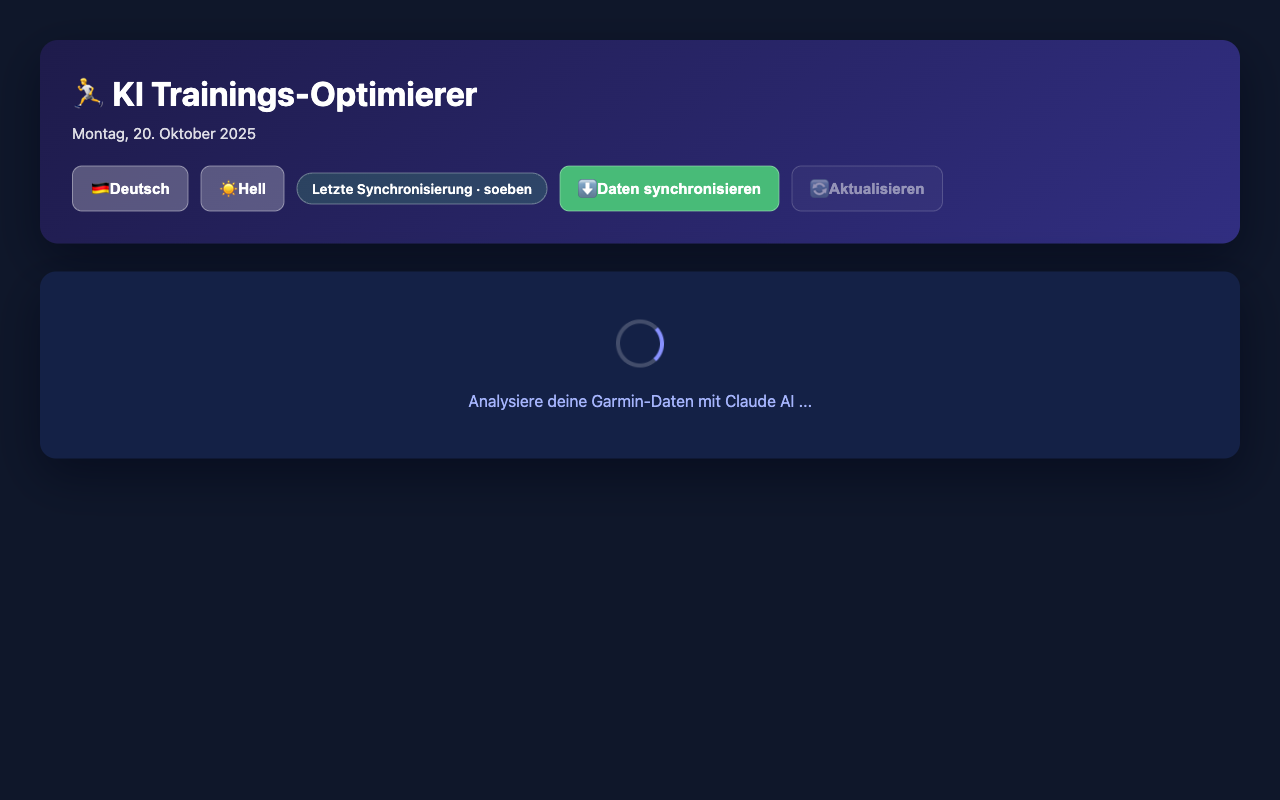 KI Trainings-Optimierer
Montag, 20. Oktober 2025
Deutsch
Hell
Letzte Synchronisierung · soeben
Daten synchronisieren
Aktualisieren
Analysiere deine Garmin-Daten mit Claude AI ...